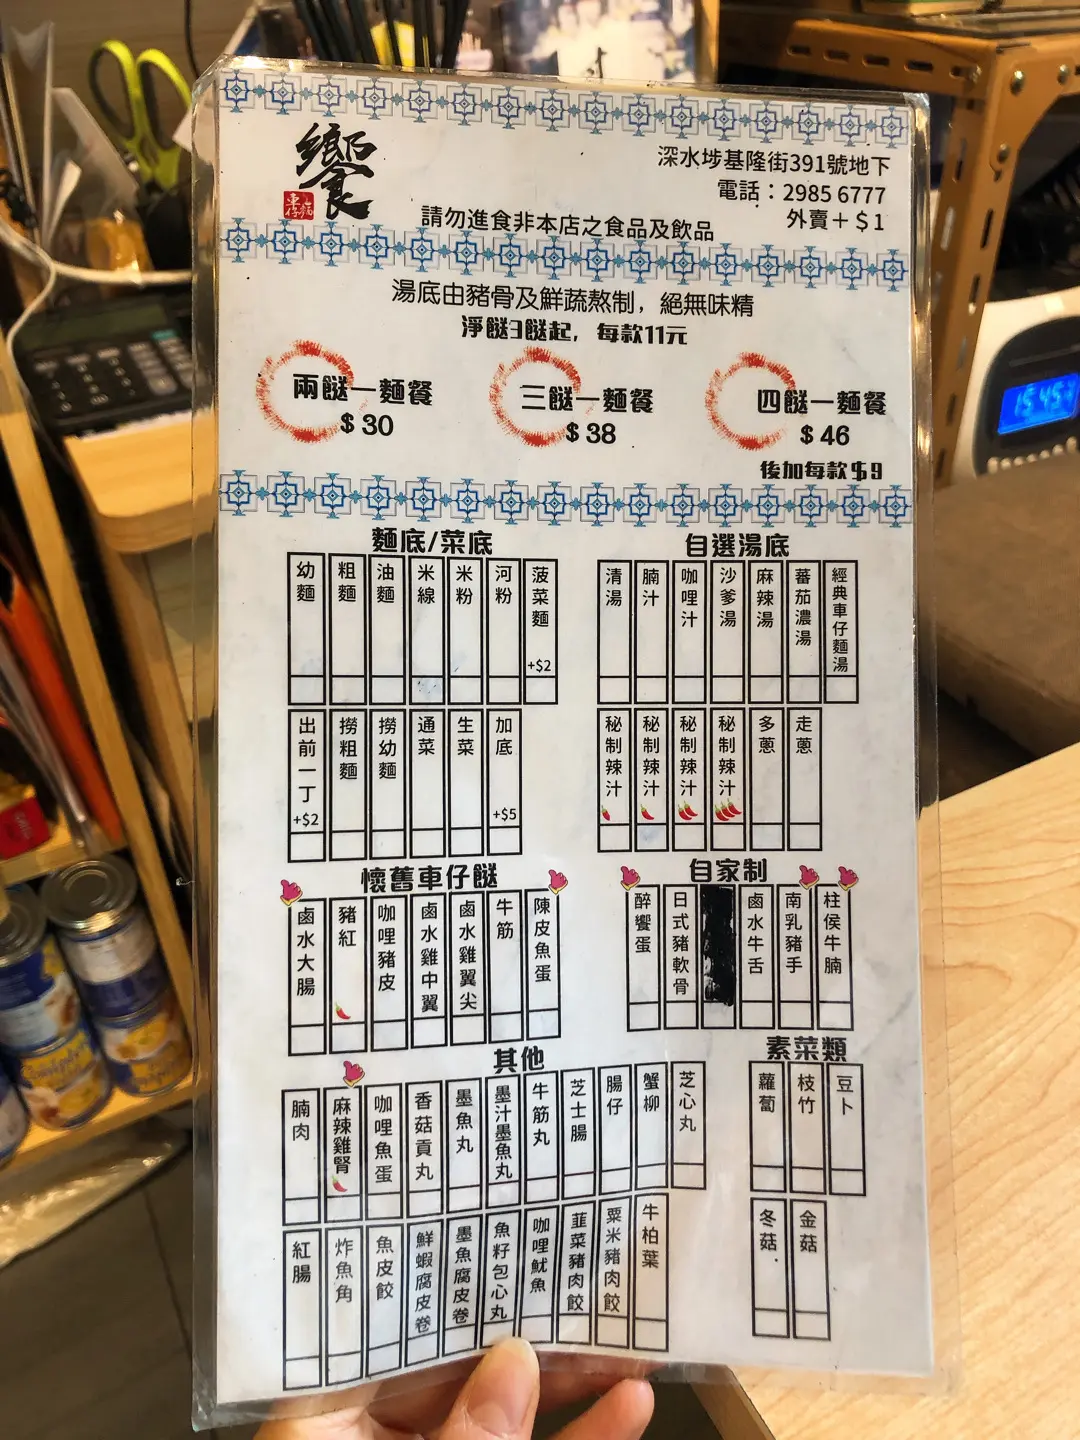 饗
車仔麵
深水埗基隆街391號地下
電話：2985 6777
外賣＋＄1
請勿進食非本店之食品及飲品
湯底由豬骨及鮮蔬熬制，絕無味精
淨餸3餸起，每款11元
兩餸一麵餐
＄30
三餸一麵餐
＄38
四餸一麵餐
＄46
後加每款＄9
麵底/菜底
幼麵
粗麵
油麵
米線
米粉
河粉
菠菜麵
+$2
出前一丁
+$2
撈粗麵
撈幼麵
通菜
生菜
加底
+$5
自選湯底
清湯
腩汁
咖哩汁
沙爹湯
麻辣湯
蕃茄濃湯
經典車仔麵湯
秘制辣汁
秘制辣汁
秘制辣汁
秘制辣汁
多蔥
走蔥
懷舊車仔餸
鹵水大腸
豬紅
咖哩豬皮
鹵水雞中翼
鹵水雞翼尖
牛筋
陳皮魚蛋
自家制
醉饗蛋
日式豬軟骨
鹵水牛舌
南乳豬手
柱侯牛腩
其他
腩肉
麻辣雞腎
咖哩魚蛋
香菇貢丸
墨魚丸
墨汁墨魚丸
牛筋丸
芝士腸
腸仔
蟹柳
芝心丸
紅腸
炸魚角
魚皮餃
鮮蝦腐皮卷
墨魚腐皮卷
魚籽包心丸
咖哩魷魚
韮菜豬肉餃
粟米豬肉餃
牛柏葉
素菜類
蘿蔔
枝竹
豆卜
冬菇
金菇